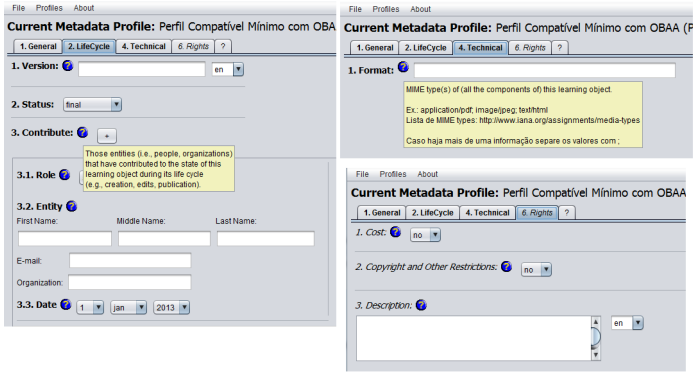 File Profiles About
Current Metadata Profile: Perfil Compatível Mínimo com OBA
1. General 2. LifeCycle 4. Technical 6. Rights ?
1. Version: ? en
2. Status: ? final
3. Contribute: ? +
Those entities (i.e., people, organizations)
that have contributed to the state of this
learning object during its life cycle
(e.g., creation, edits, publication).
3.1. Role ?
3.2. Entity ?
First Name: Middle Name: Last Name:
E-mail:
Organization:
3.3. Date ? 1 jan 2013
File Profiles About
Current Metadata Profile: Perfil Compatível Mínimo com OBAA (P
1. General 2. LifeCycle 4. Technical 6. Rights ?
1. Format: ?
MIME type(s) of (all the components of) this learning object.
Ex.: application/pdf; image/jpeg; text/html
Lista de MIME types: http://www.iana.org/assignments/media-types
Caso haja mais de uma informação separe os valores com ;
File Profiles About
Current Metadata Profile: Perfil Compatível Mínimo com OBAA
1. General 2. LifeCycle 4. Technical 6. Rights ?
1. Cost: ? no
2. Copyright and Other Restrictions: ? no
3. Description: ?
en